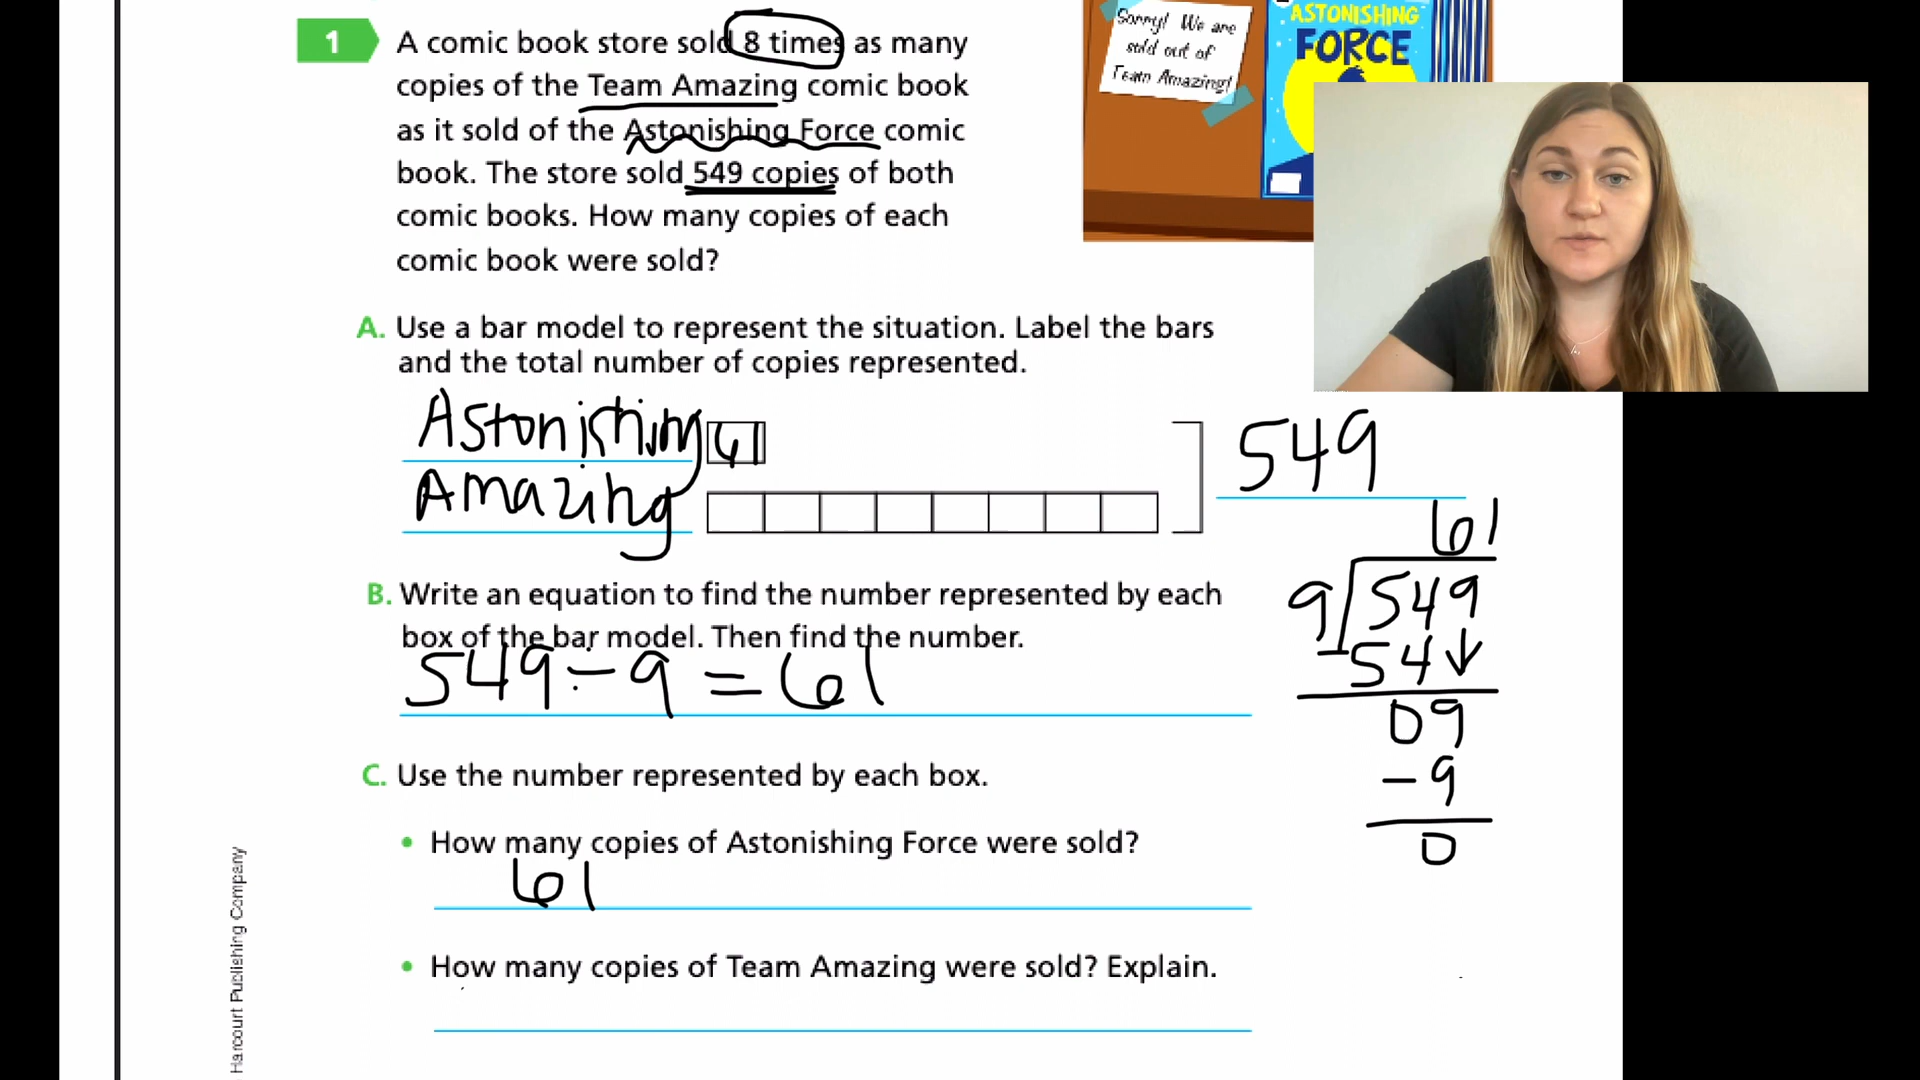 1 A comic book store sold 8 times as many
copies of the Team Amazing comic book
as it sold of the Astonishing Force comic
book. The store sold 549 copies of both
comic books. How many copies of each
comic book were sold?
Sorry! We are
sold out of
Team Amazing!
ASTONISHING
FORCE
A. Use a bar model to represent the situation. Label the bars
and the total number of copies represented.
Astonishing 61
Amazing
549
B. Write an equation to find the number represented by each
box of the bar model. Then find the number.
549 ÷ 9 = 61
61
9 549
- 54
09
- 9
0
C. Use the number represented by each box.
• How many copies of Astonishing Force were sold?
61
• How many copies of Team Amazing were sold? Explain.
Harcourt Publishing Company